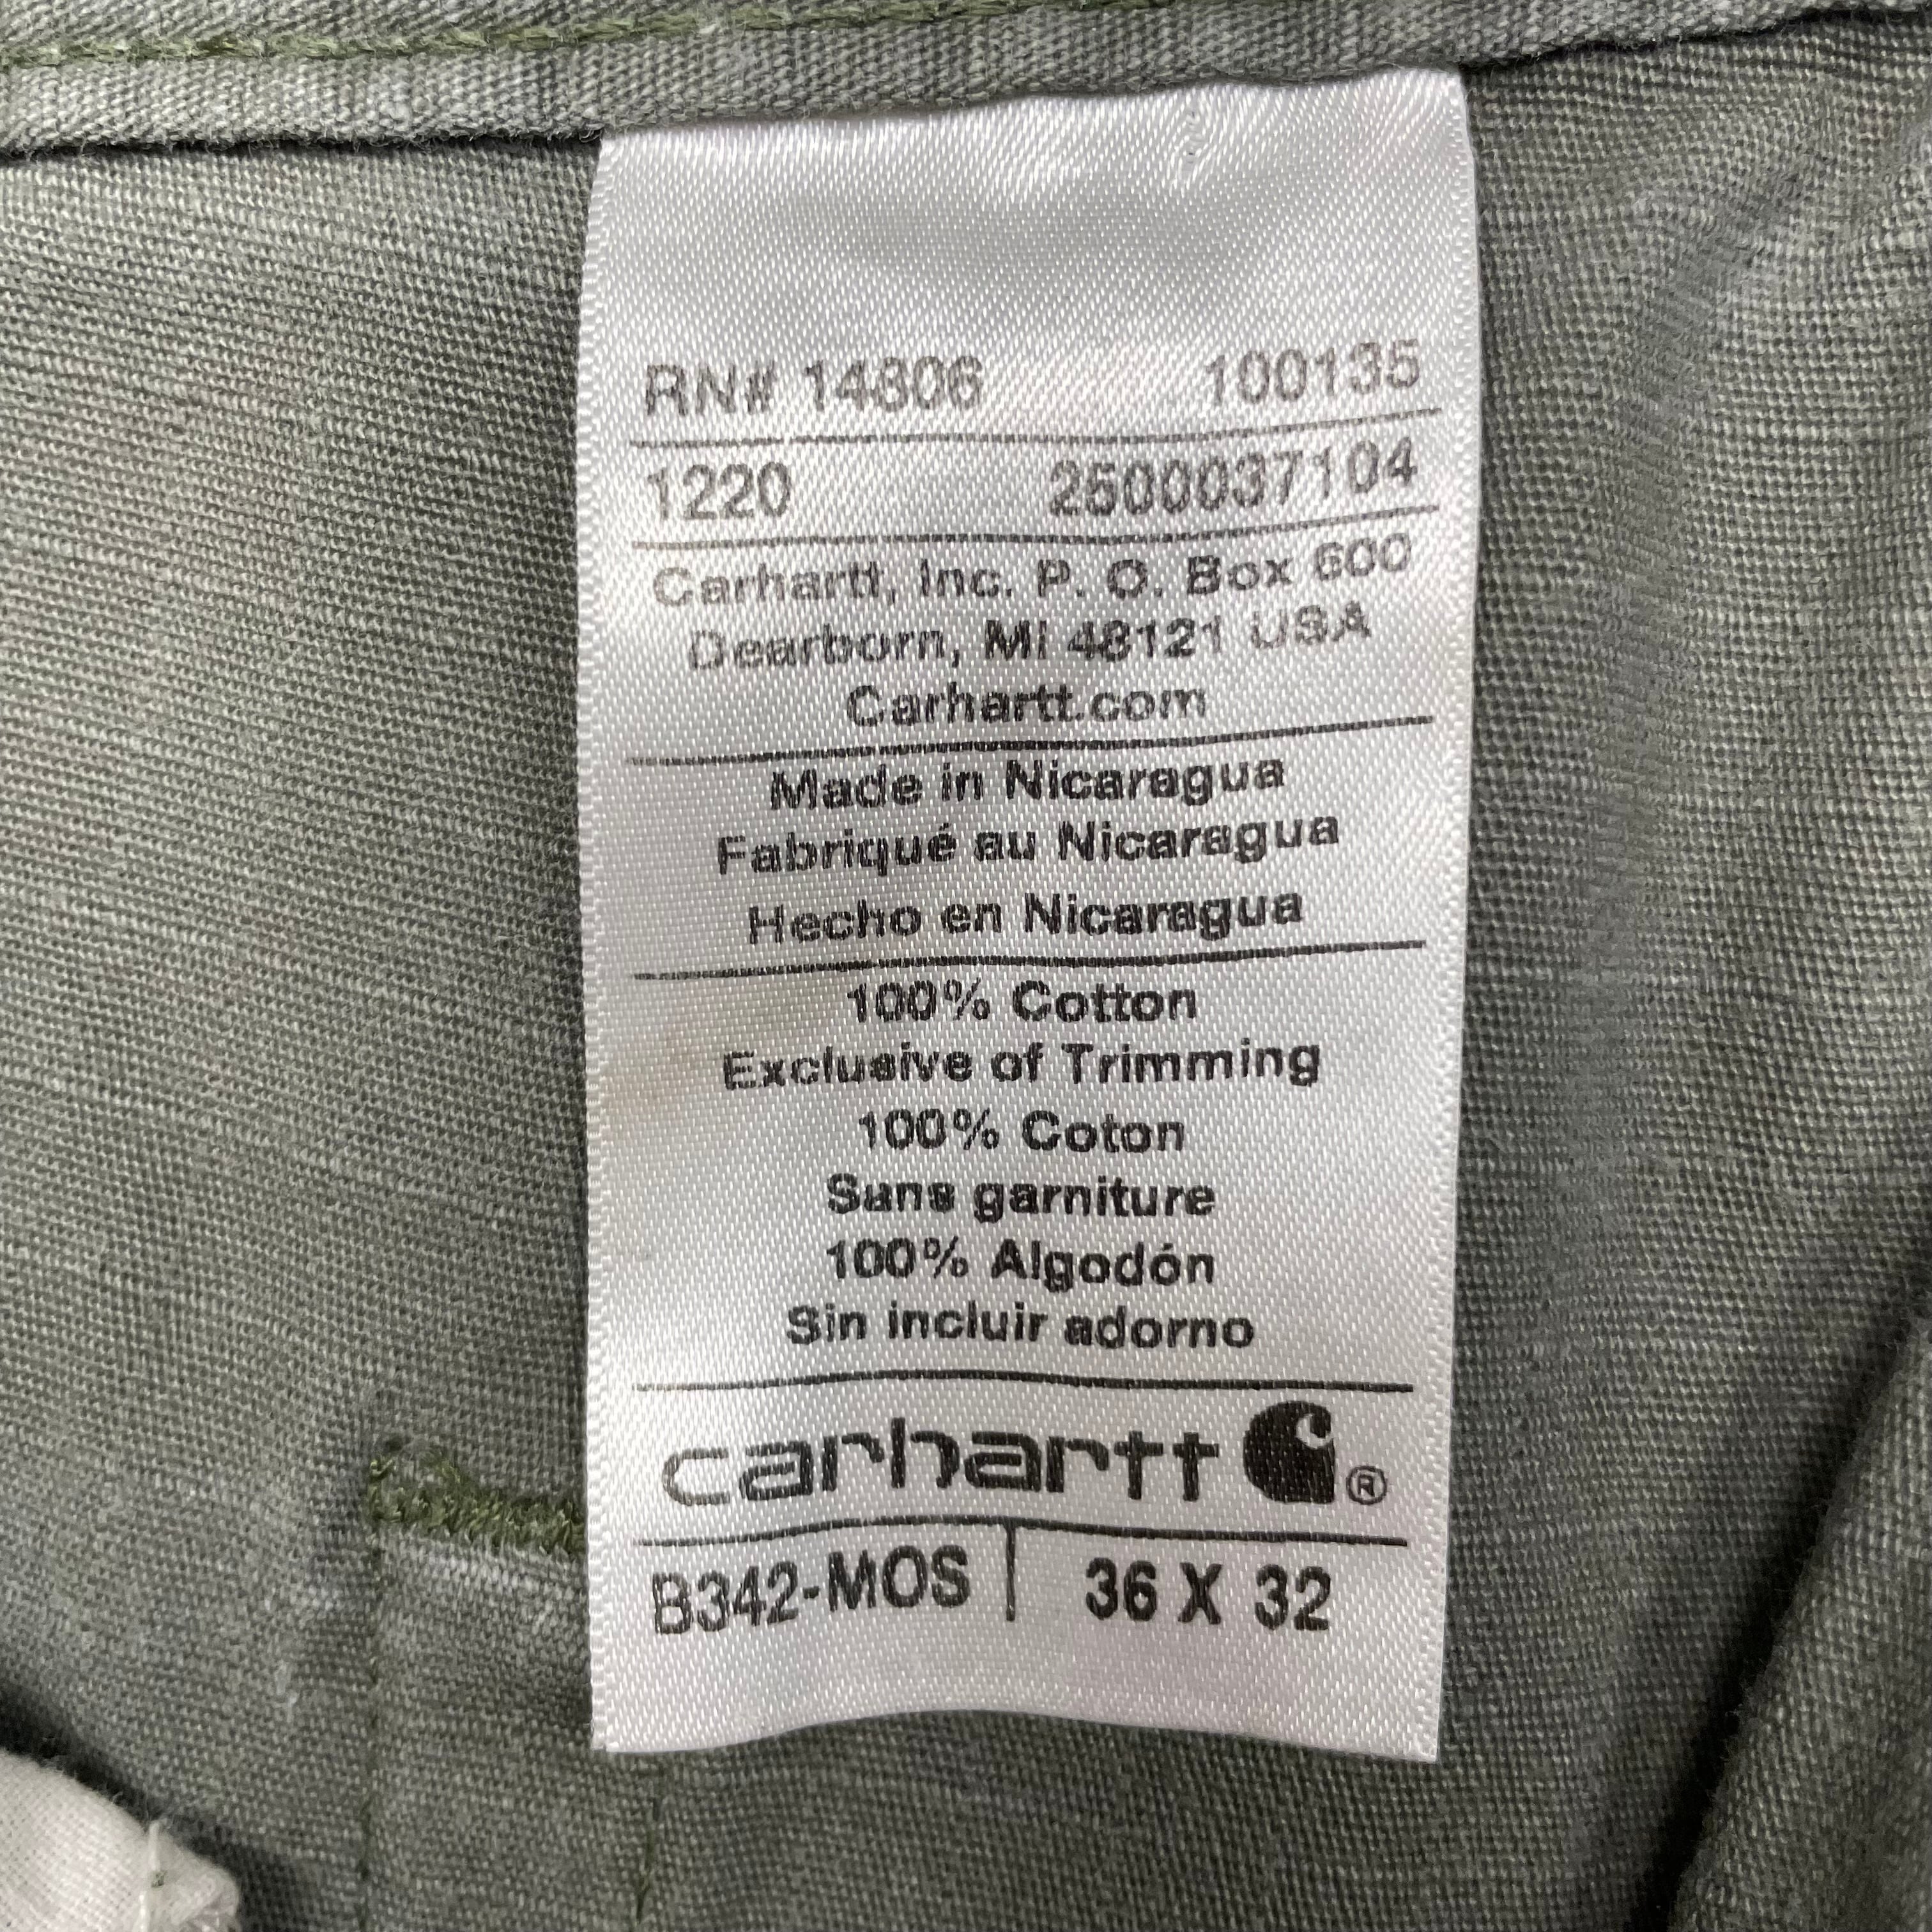 RN# 14806 100135
1220 2500037104
Carhartt, Inc. P. O. Box 600
Dearborn, MI 48121 USA
Carhartt.com
Made in Nicaragua
Fabriqué au Nicaragua
Hecho en Nicaragua
100% Cotton
Exclusive of Trimming
100% Coton
Sans garniture
100% Algodón
Sin incluir adorno
carhartt ®
B342-MOS | 36 X 32